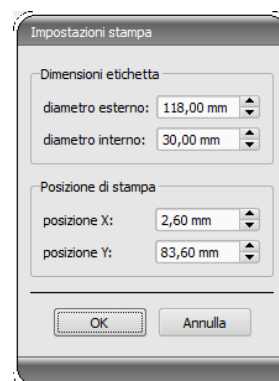 Impostazioni stampa
Dimensioni etichetta
diametro esterno: 118,00 mm
diametro interno: 30,00 mm
Posizione di stampa
posizione X: 2,60 mm
posizione Y: 83,60 mm
OK Annulla